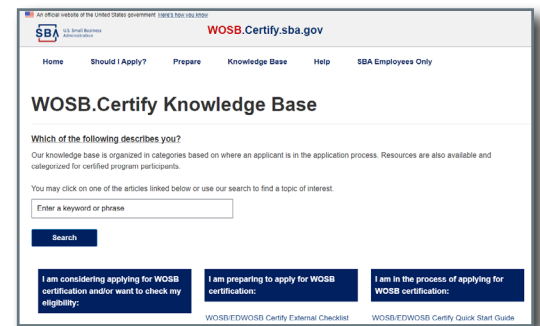 An official website of the United States government Here's how you know
SBA U.S. Small Business
Administration
WOSB.Certify.sba.gov
Home Should I Apply? Prepare Knowledge Base Help SBA Employees Only
WOSB.Certify Knowledge Base
Which of the following describes you?
Our knowledge base is organized in categories based on where an applicant is in the application process. Resources are also available and
categorized for certified program participants.
You may click on one of the articles linked below or use our search to find a topic of interest.
Enter a keyword or phrase
Search
I am considering applying for WOSB
certification and/or want to check my
eligibility:
I am preparing to apply for WOSB
certification:
WOSB/EDWOSB Certify External Checklist
I am in the process of applying for
WOSB certification:
WOSB/EDWOSB Certify Quick Start Guide